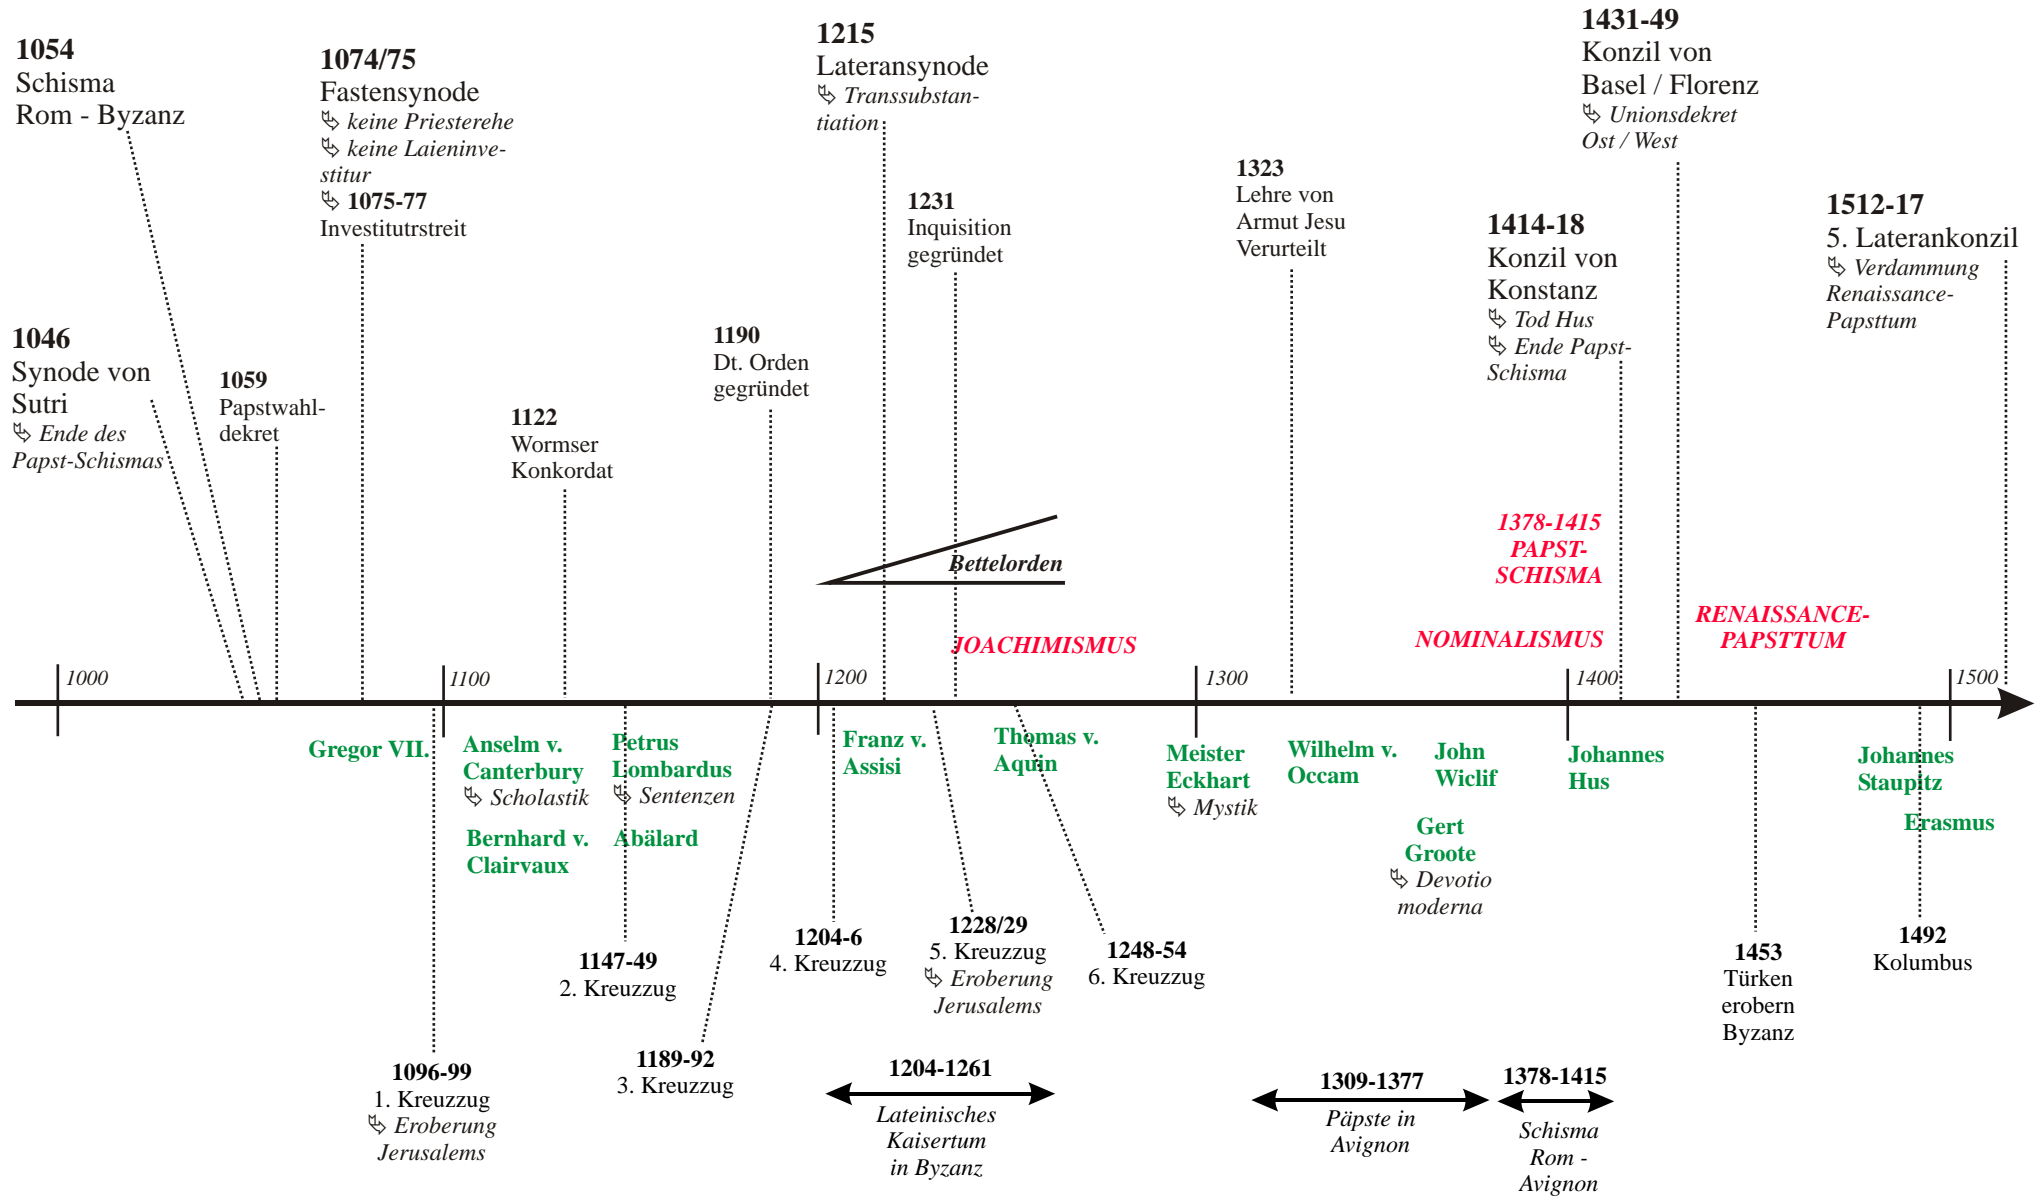 1054
Schisma
Rom - Byzanz
1074/75
Fastensynode
↳ keine Priesterehe
↳ keine Laieninve-
stitur
↳ 1075-77
Investitutrstreit
1215
Lateransynode
↳ Transsubstan-
tiation
1431-49
Konzil von
Basel / Florenz
↳ Unionsdekret
Ost / West
1231
Inquisition
gegründet
1323
Lehre von
Armut Jesu
Verurteilt
1414-18
Konzil von
Konstanz
↳ Tod Hus
↳ Ende Papst-
Schisma
1512-17
5. Laterankonzil
↳ Verdammung
Renaissance-
Papsttum
1046
Synode von
Sutri
↳ Ende des
Papst-Schismas
1059
Papstwahl-
dekret
1122
Wormser
Konkordat
1190
Dt. Orden
gegründet
Bettelorden
1378-1415
PAPST-
SCHISMA
JOACHIMISMUS
NOMINALISMUS
RENAISSANCE-
PAPSTTUM
1000
1100
1200
1300
1400
1500
Gregor VII.
Anselm v.
Canterbury
↳ Scholastik
Bernhard v.
Clairvaux
Petrus
Lombardus
↳ Sentenzen
Abälard
Franz v.
Assisi
Thomas v.
Aquin
Meister
Eckhart
↳ Mystik
Wilhelm v.
Occam
John
Wiclif
Gert
Groote
↳ Devotio
moderna
Johannes
Hus
Johannes
Staupitz
Erasmus
1096-99
1. Kreuzzug
↳ Eroberung
Jerusalems
1147-49
2. Kreuzzug
1189-92
3. Kreuzzug
1204-6
4. Kreuzzug
1228/29
5. Kreuzzug
↳ Eroberung
Jerusalems
1248-54
6. Kreuzzug
1453
Türken
erobern
Byzanz
1492
Kolumbus
1204-1261
Lateinisches
Kaisertum
in Byzanz
1309-1377
Päpste in
Avignon
1378-1415
Schisma
Rom -
Avignon